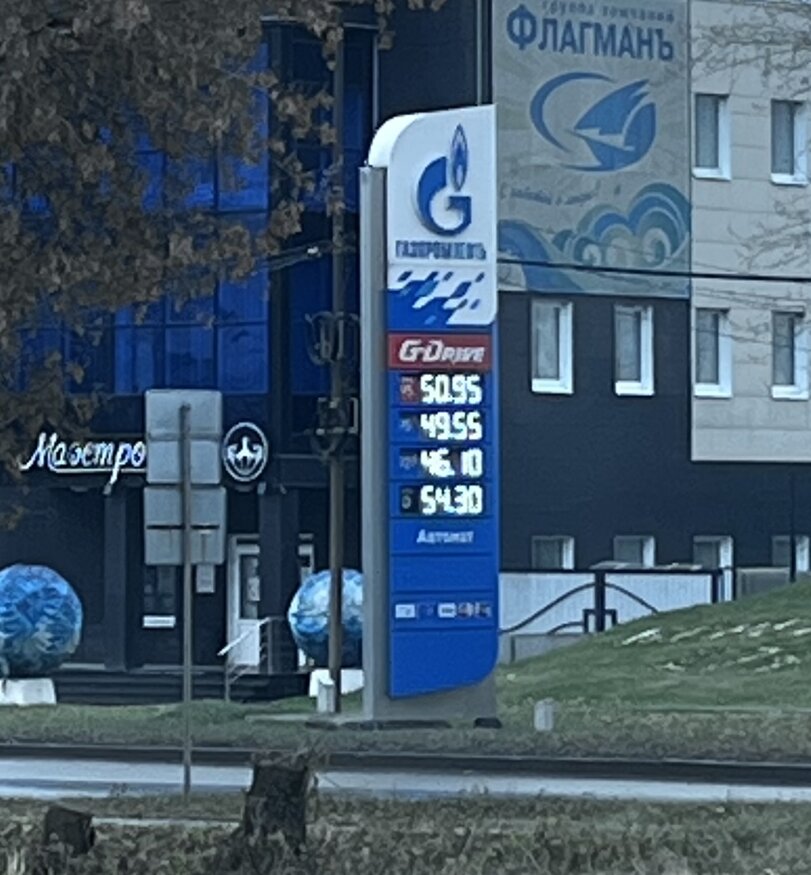 группа компаний
ФЛАГМАНЪ
ГАЗПРОМНЕФТЬ
G-DRIVE
50.95
49.55
46.10
54.30
Маэстро
Автомат